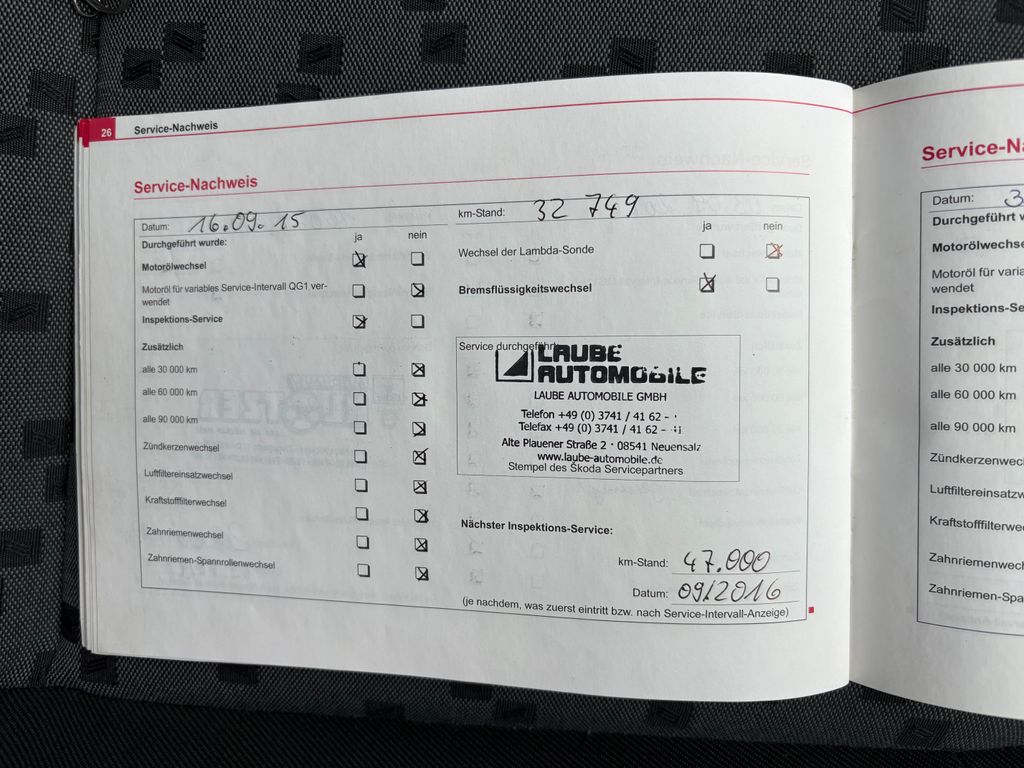 26 Service-Nachweis
Service-Nachweis
Datum: 16.09.15
km-Stand: 32 749
Durchgeführt wurde: ja nein
Motorölwechsel
Motoröl für variables Service-Intervall QG1 ver-
wendet
Inspektions-Service
Zusätzlich
alle 30 000 km
alle 60 000 km
alle 90 000 km
Zündkerzenwechsel
Luftfiltereinsatzwechsel
Kraftstofffilterwechsel
Zahnriemenwechsel
Zahnriemen-Spannrollenwechsel
ja nein
Wechsel der Lambda-Sonde
Bremsflüssigkeitswechsel
Service durchgeführt
LAUBE
AUTOMOBILE
LAUBE AUTOMOBILE GMBH
Telefon +49 (0) 3741 / 41 62 -
Telefax +49 (0) 3741 / 41 62 -
Alte Plauener Straße 2 · 08541 Neuensalz
www.laube-automobile.de
Stempel des Škoda Servicepartners
Nächster Inspektions-Service:
km-Stand: 47.000
Datum: 09/2016
(je nachdem, was zuerst eintritt bzw. nach Service-Intervall-Anzeige)
Service-Na
Datum: 3
Durchgeführt w
Motorölwechse
Motoröl für varia
wendet
Inspektions-Se
Zusätzlich
alle 30 000 km
alle 60 000 km
alle 90 000 km
Zündkerzenwec
Luftfiltereinsatzw
Kraftstofffilterwe
Zahnriemenwec
Zahnriemen-Spa